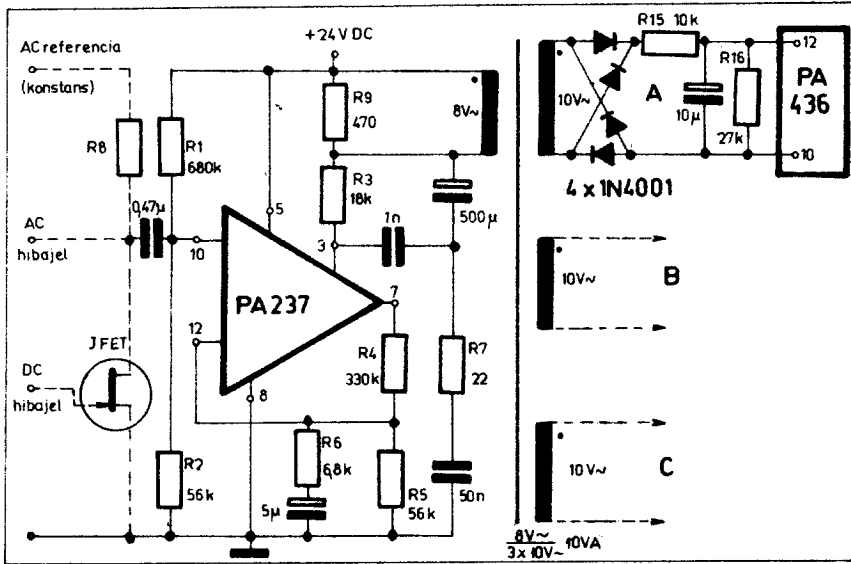 +24V DC
AC referencia
(konstans)
R8
R1
680k
R9
470
8V~
5
R3
18k
500µ
0,47µ
1n
3
AC
hibajel
10
PA237
7
12
R4
330k
R7
22
JFET
DC
hibajel
8
R6
6,8k
R2
56k
5µ
R5
56k
50n
R15 10k
12
R16
PA
436
10V~
A
10µ
27k
10
4 x 1N4001
10V~
B
10V~
C
8V~
3 x 10V~
10VA